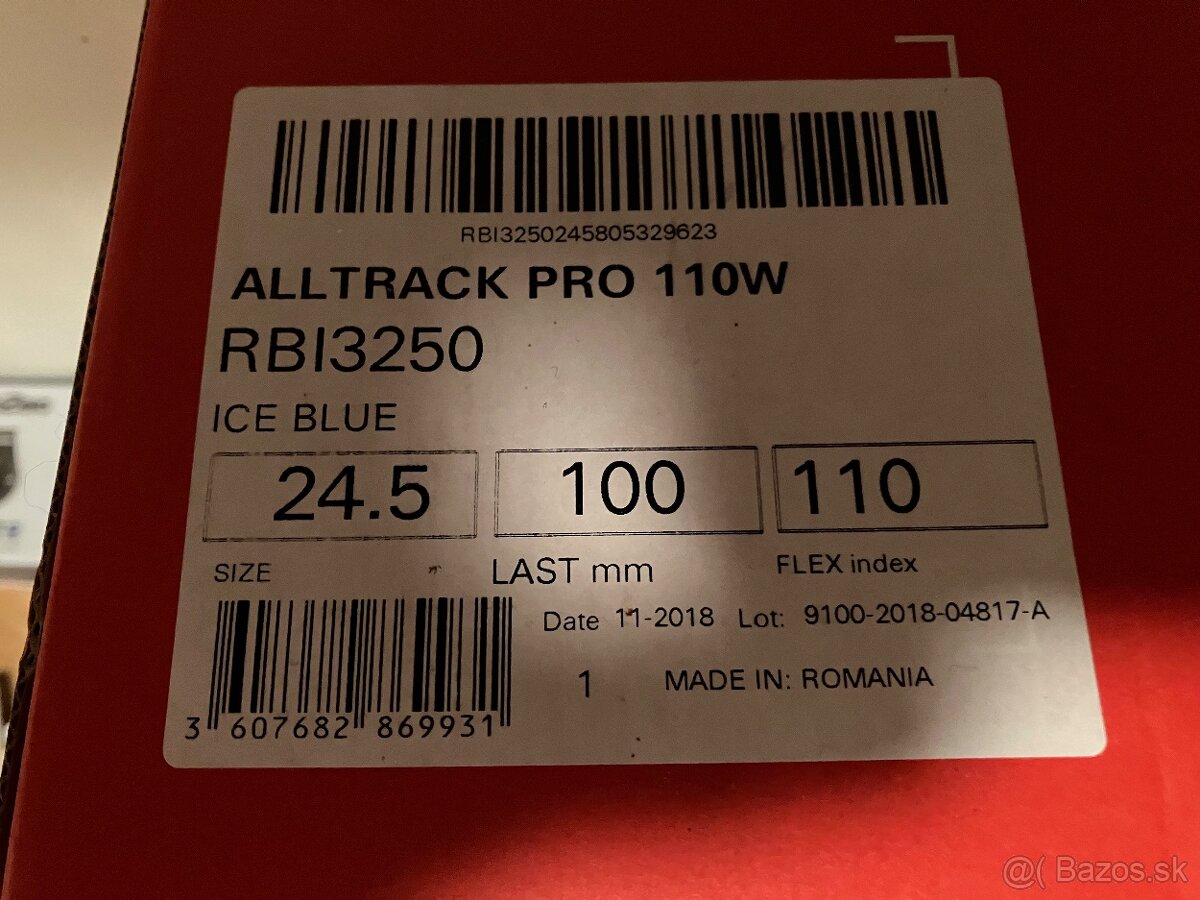 RBI3250245805329623
ALLTRACK PRO 110W
RBI3250
ICE BLUE
24.5 100 110
SIZE LAST mm FLEX index
Date 11-2018 Lot: 9100-2018-04817-A
1 MADE IN: ROMANIA
3 607682 869931
@( Bazos.sk